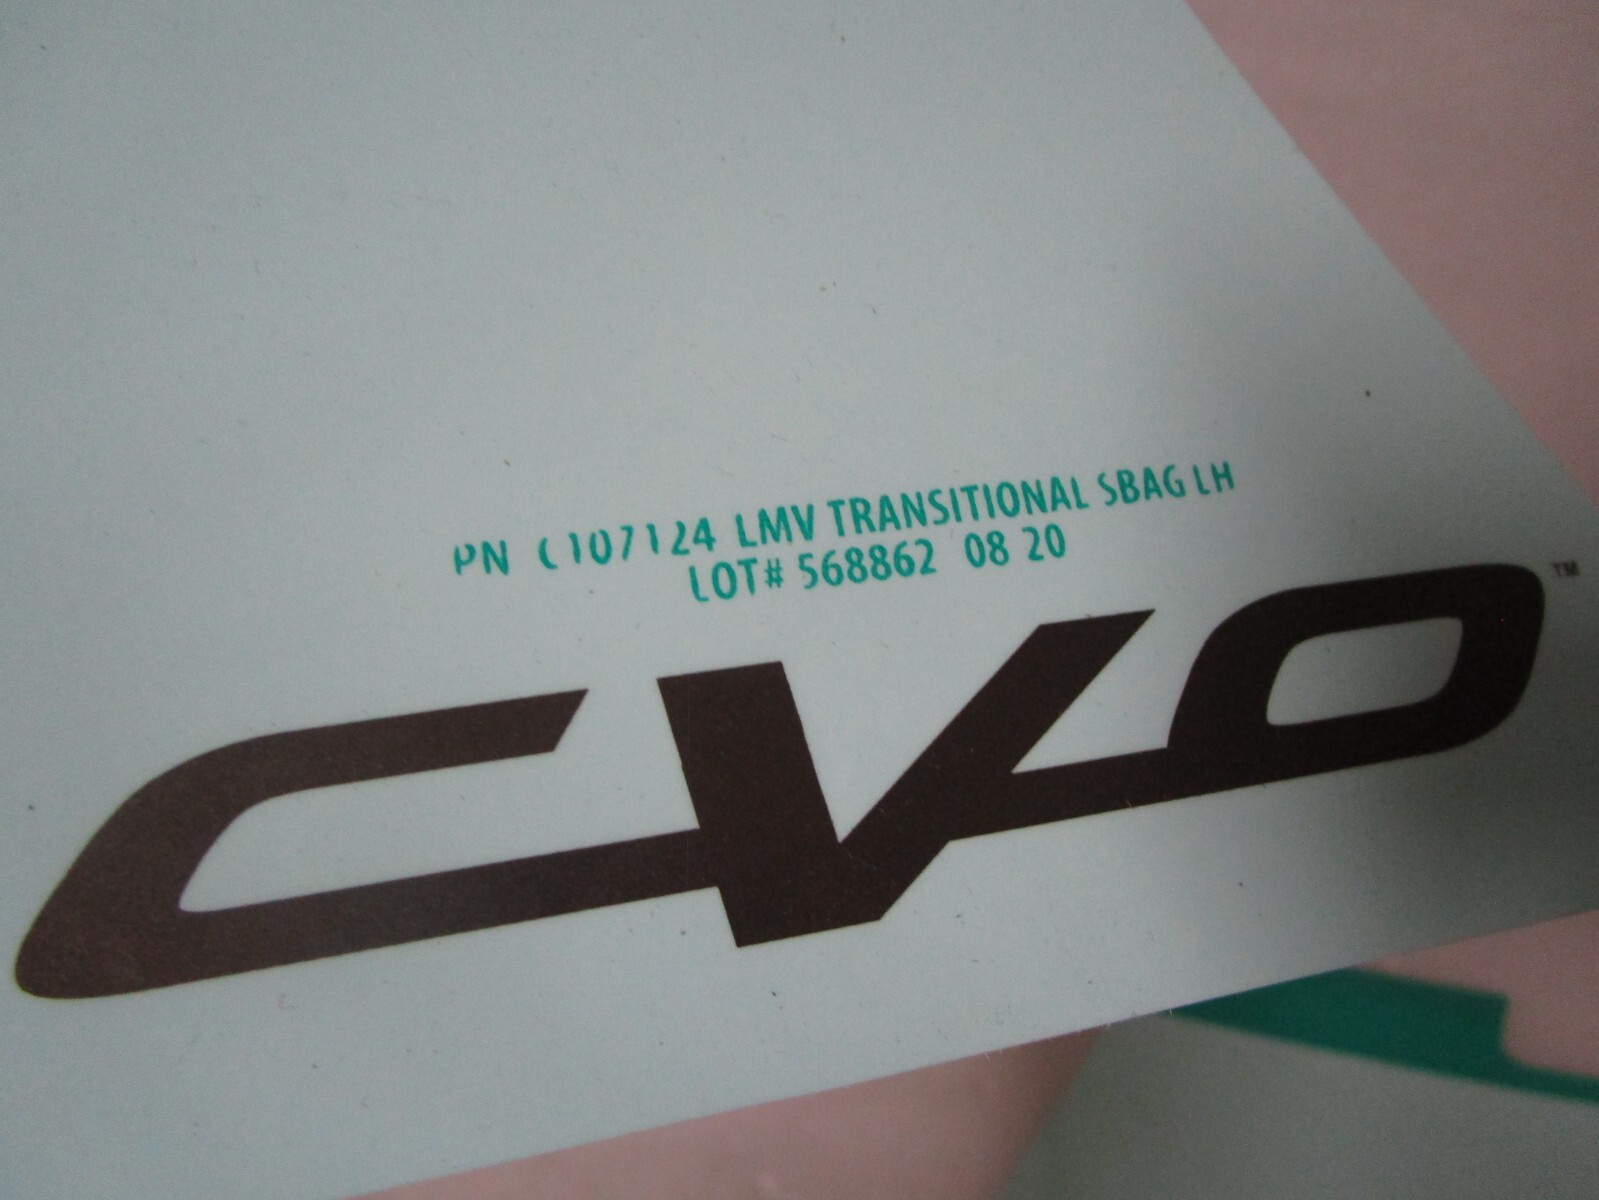 PN C107124 LMV TRANSITIONAL SBAG LH
LOT# 568862 08 20
CVO™